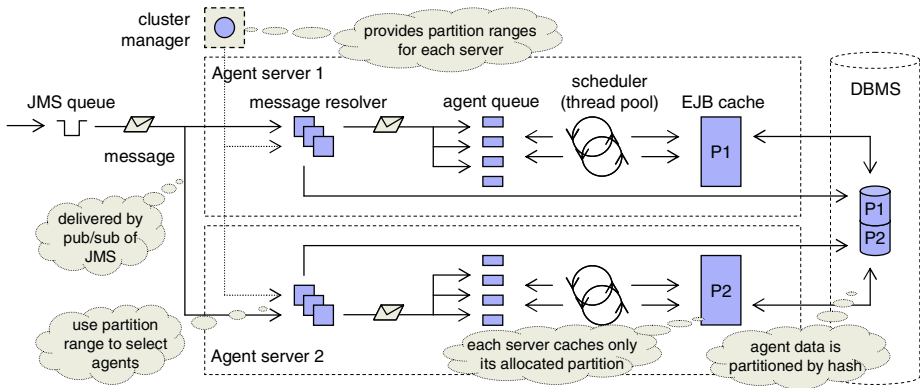 cluster
manager
provides partition ranges
for each server
Agent server 1
DBMS
JMS queue
message
message resolver
agent queue
scheduler
(thread pool)
EJB cache
P1
P1
P2
delivered by
pub/sub of
JMS
P2
use partition
range to select
agents
Agent server 2
each server caches only
its allocated partition
agent data is
partitioned by hash